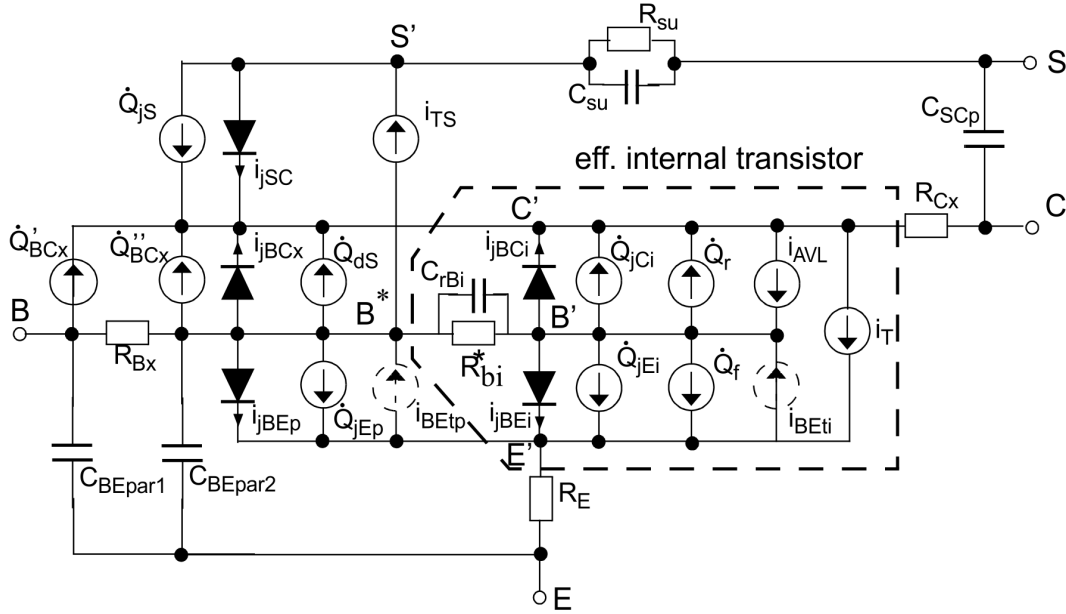 R_su
S'
S
C_su
Q̇_jS
i_TS
C_SCp
eff. internal transistor
i_jSC
R_Cx
C'
C
Q̇'_BCx
Q̇''_BCx
i_jBCx
Q̇_dS
i_jBCi
Q̇_jCi
Q̇_r
i_AVL
C_rBi
B
B*
B'
i_T
R_Bx
R*_bi
Q̇_jEi
Q̇_f
i_jBEp
Q̇_jEp
i_BEtp
i_jBEi
i_BEti
E'
C_BEpar1
C_BEpar2
R_E
E